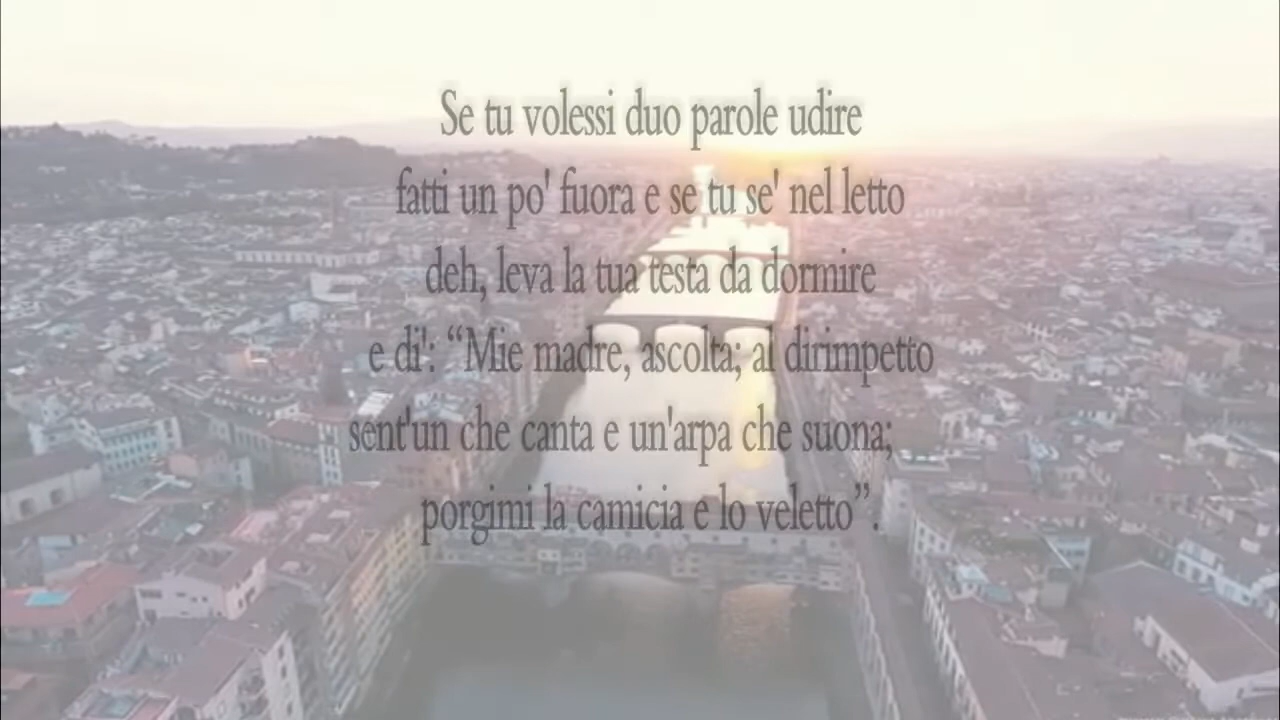 Se tu volessi duo parole udire
fatti un po' fuora e se tu se' nel letto
deh, leva la tua testa da dormire
e di': “Mie madre, ascolta; al dirimpetto
sent'un che canta e un'arpa che suona;
porgimi la camicia e lo veletto”.